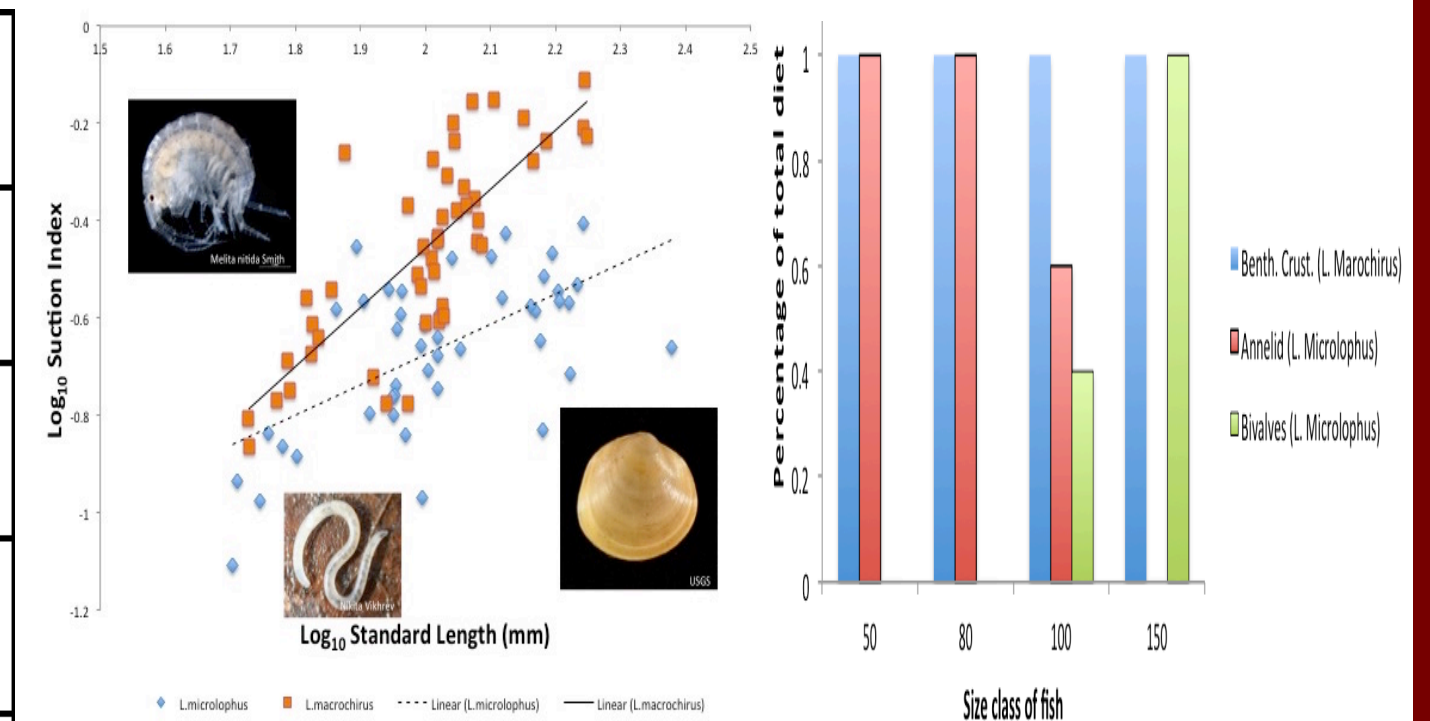 0
1.5 1.6 1.7 1.8 1.9 2 2.1 2.2 2.3 2.4 2.5
-0.2
-0.4
-0.6
-0.8
-1
-1.2
Log10 Suction Index
Melita nitida Smith
Nikita Vikhrev
USGS
Log10 Standard Length (mm)
L.microlophus L.macrochirus Linear (L.microlophus) Linear (L.macrochirus)
Percentage of total diet
1
0.8
0.6
0.4
0.2
0
50 80 100 150
Size class of fish
Benth. Crust. (L. Marochirus)
Annelid (L. Microlophus)
Bivalves (L. Microlophus)